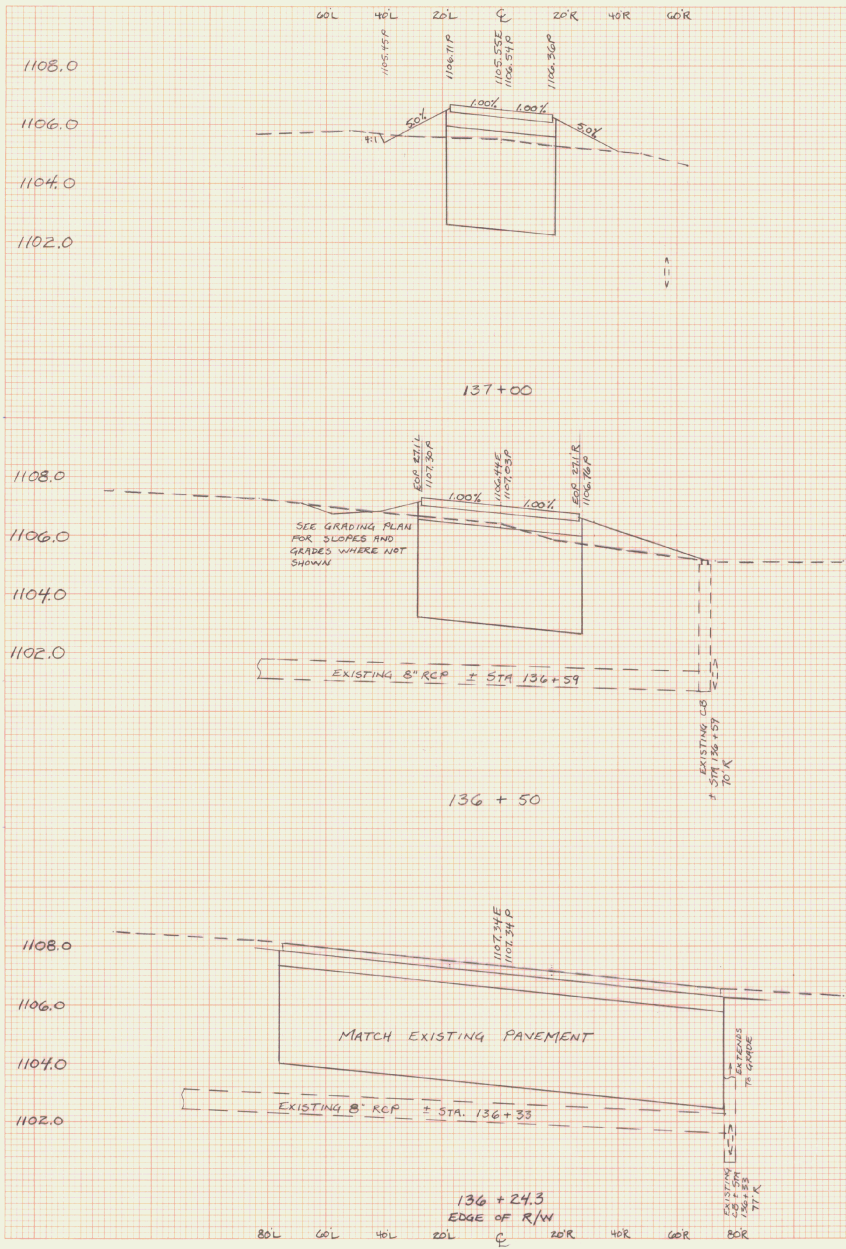 60'L 40'L 20'L ℄ 20'R 40'R 60'R
1105.45P
1106.71P
1105.55E
1106.54P
1106.36P
1108.0
1.00% 1.00%
1106.0
5.0% 5.0%
4:1
1104.0
1102.0
137+00
EOP 27.1'L
1107.30P
1106.44E
1107.03P
EOP 27.1'R
1106.76P
1108.0
1.00% 1.00%
SEE GRADING PLAN
FOR SLOPES AND
GRADES WHERE NOT
SHOWN
1106.0
1104.0
1102.0
EXISTING 8" RCP ± STA 136+59
EXISTING CB
± STA 136+59
70'R
136 + 50
1107.34E
1107.34P
1108.0
1106.0
MATCH EXISTING PAVEMENT
EXTENDS
TO GRADE
1104.0
EXISTING 8" RCP ± STA. 136+33
1102.0
EXISTING
CB ± STA
136+33
77'R
136 + 24.3
EDGE OF R/W
80'L 60'L 40'L 20'L ℄ 20'R 40'R 60'R 80'R